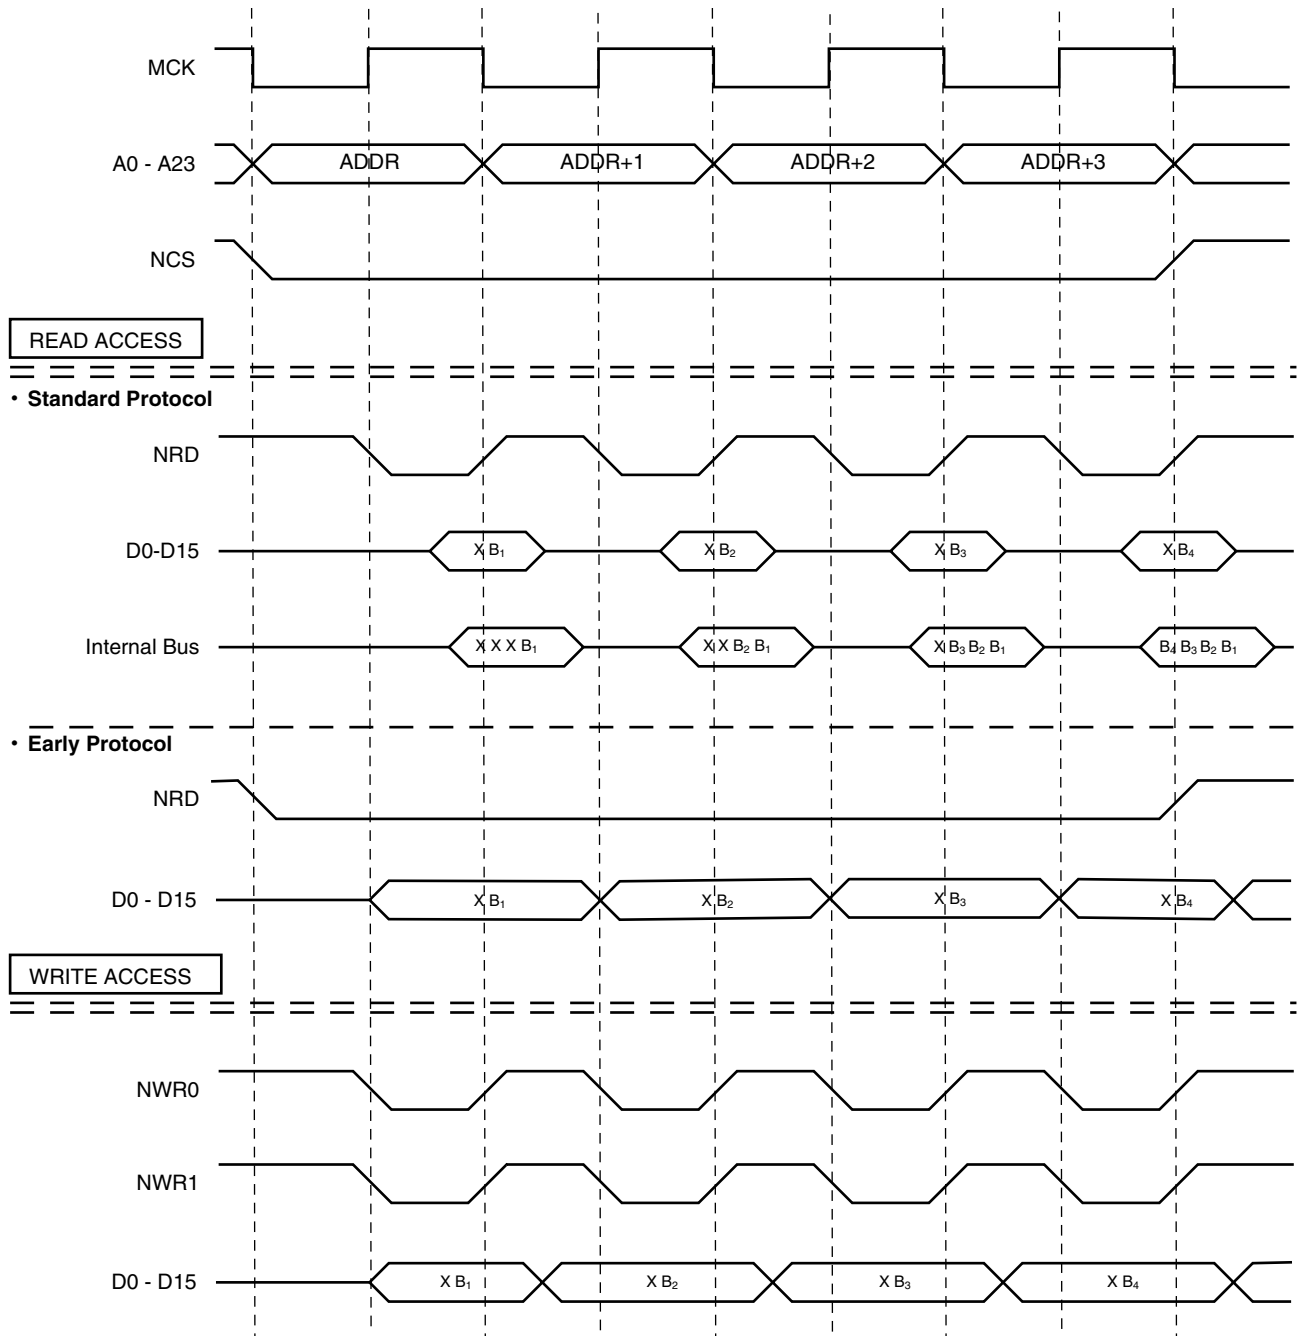 MCK
A0 - A23 ADDR ADDR+1 ADDR+2 ADDR+3
NCS
READ ACCESS
• Standard Protocol
NRD
D0-D15 X B₁ X B₂ X B₃ X B₄
Internal Bus X X X B₁ X X B₂ B₁ X B₃ B₂ B₁ B₄ B₃ B₂ B₁
• Early Protocol
NRD
D0 - D15 X B₁ X B₂ X B₃ X B₄
WRITE ACCESS
NWR0
NWR1
D0 - D15 X B₁ X B₂ X B₃ X B₄